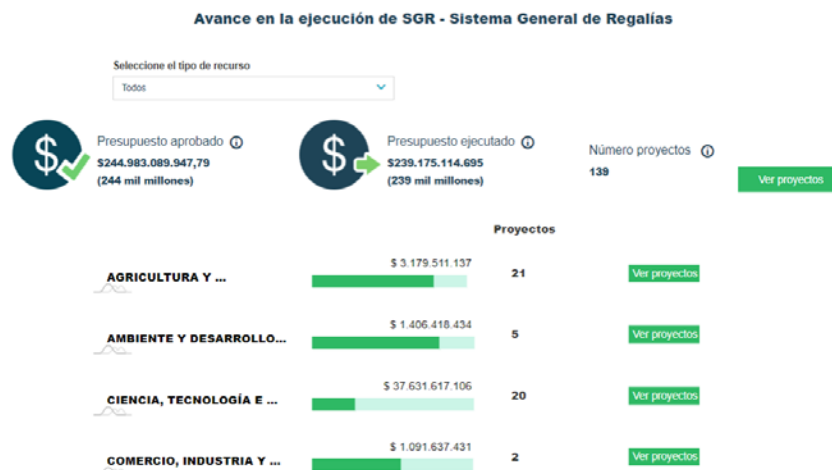 Avance en la ejecución de SGR - Sistema General de Regalías
Seleccione el tipo de recurso
Todos
Presupuesto aprobado
$244.983.089.947,79
(244 mil millones)
Presupuesto ejecutado
$239.175.114.695
(239 mil millones)
Número proyectos
139
Ver proyectos
Proyectos
AGRICULTURA Y ...
$ 3.179.511.137
21
Ver proyectos
AMBIENTE Y DESARROLLO...
$ 1.406.418.434
5
Ver proyectos
CIENCIA, TECNOLOGÍA E ...
$ 37.631.617.106
20
Ver proyectos
COMERCIO, INDUSTRIA Y ...
$ 1.091.637.431
2
Ver proyectos